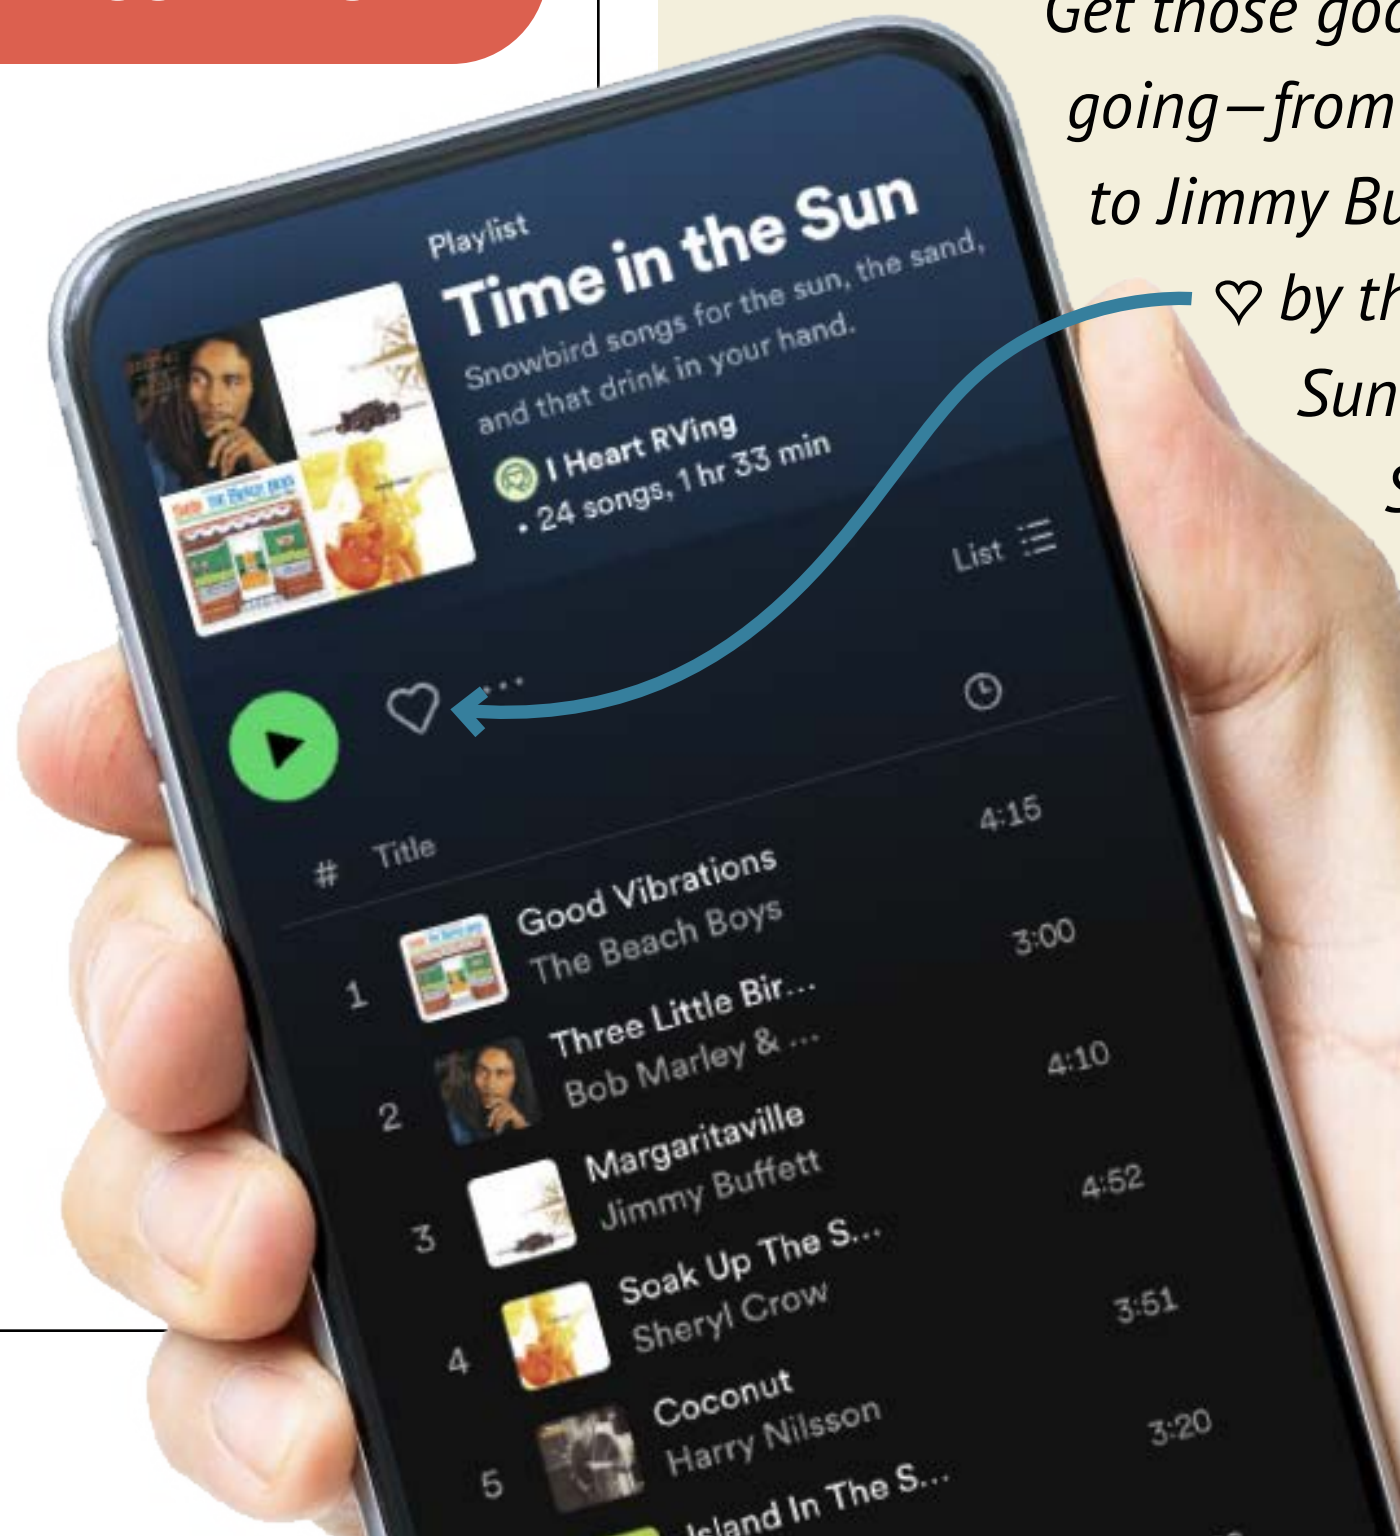 Get those goo
going—from
to Jimmy Bu
♡ by th
Sun
S
Playlist
Time in the Sun
Snowbird songs for the sun, the sand,
and that drink in your hand.
I Heart RVing
• 24 songs, 1 hr 33 min
List
# Title
1 Good Vibrations 4:15
The Beach Boys
2 Three Little Bir... 3:00
Bob Marley & ...
3 Margaritaville 4:10
Jimmy Buffett
4 Soak Up The S... 4:52
Sheryl Crow
5 Coconut 3:51
Harry Nilsson
Island In The S... 3:20